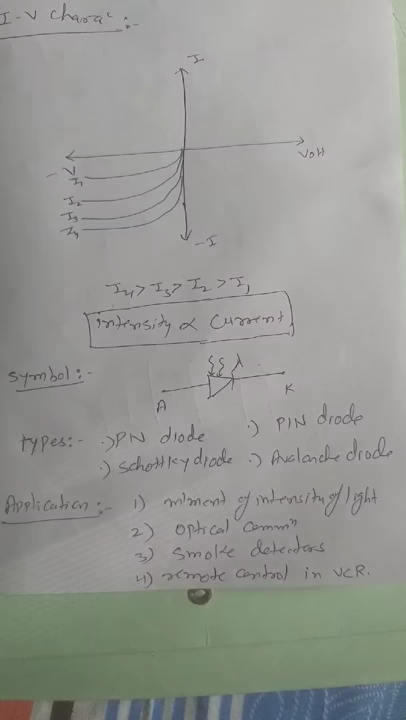 I-V charac :-
I
Volt
-V
I1
I2
I3
I4
-I
I4 > I3 > I2 > I1
intensity ∝ Current
Symbol :-
λ
A
K
types :- .) PN diode .) PIN diode
.) Schottky diode .) Avalanche diode
Application :- 1) m/ment of intensity of light
2) optical commⁿ
3) smoke detectors
4) remote control in VCR.